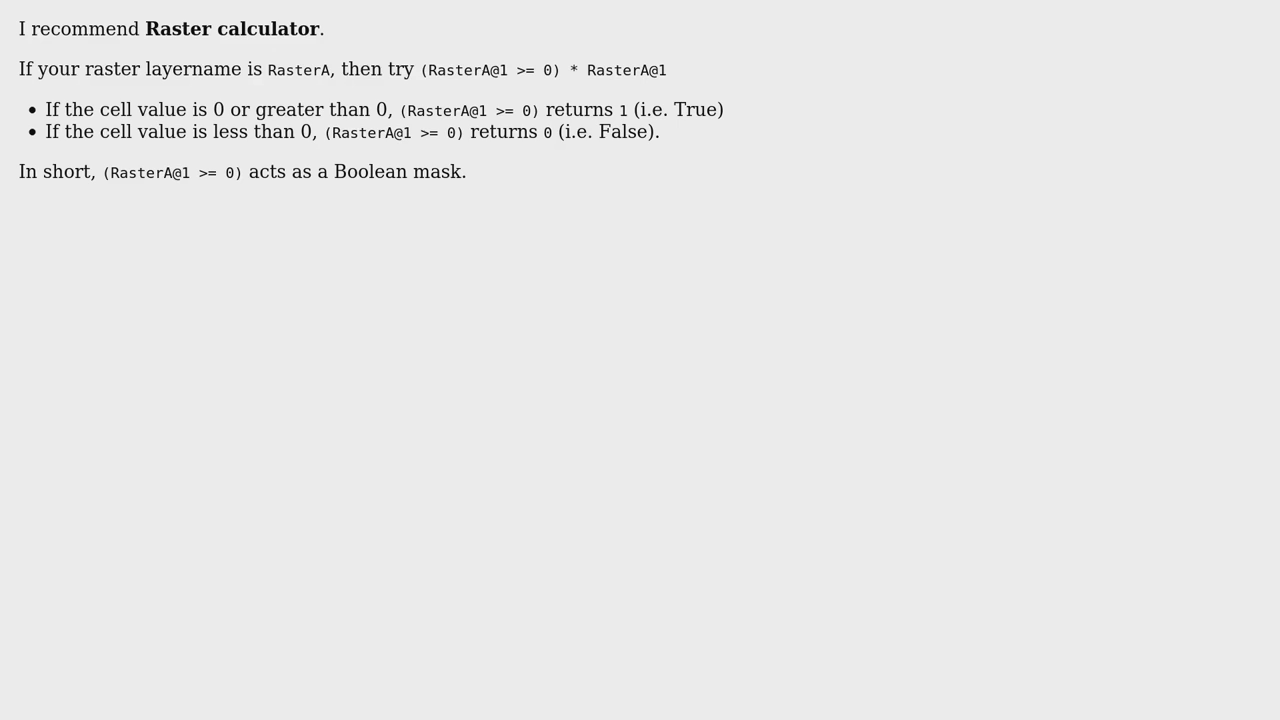 I recommend Raster calculator.
If your raster layername is RasterA, then try (RasterA@1 >= 0) * RasterA@1
• If the cell value is 0 or greater than 0, (RasterA@1 >= 0) returns 1 (i.e. True)
• If the cell value is less than 0, (RasterA@1 >= 0) returns 0 (i.e. False).
In short, (RasterA@1 >= 0) acts as a Boolean mask.